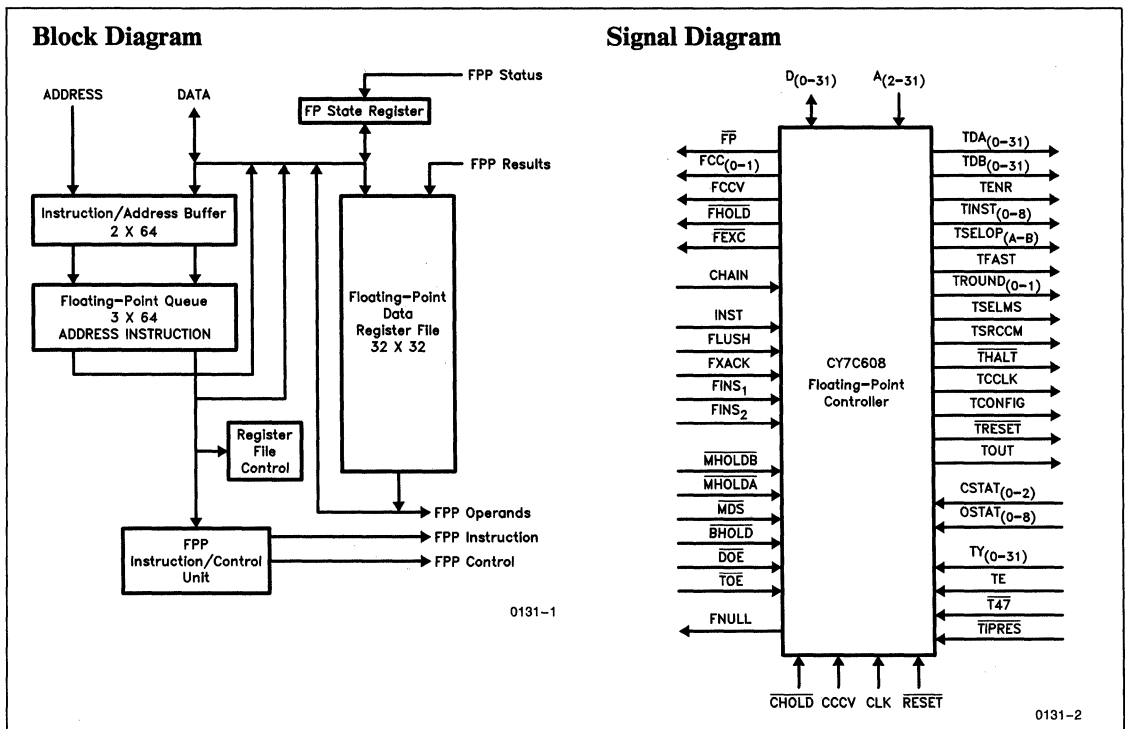 Block Diagram
ADDRESS
DATA
FPP Status
FP State Register
FPP Results
Instruction/Address Buffer
2 X 64
Floating-Point Queue
3 X 64
ADDRESS INSTRUCTION
Floating-Point
Data
Register File
32 X 32
Register
File
Control
FPP Operands
FPP Instruction
FPP Control
FPP
Instruction/Control
Unit
0131-1
Signal Diagram
D(0-31)
A(2-31)
FP
FCC(0-1)
FCCV
FHOLD
FEXC
CHAIN
INST
FLUSH
FXACK
FINS1
FINS2
MHOLDB
MHOLDA
MDS
BHOLD
DOE
TOE
FNULL
CY7C608
Floating-Point
Controller
TDA(0-31)
TDB(0-31)
TENR
TINST(0-8)
TSELOP(A-B)
TFAST
TROUND(0-1)
TSELMS
TSRCCM
THALT
TCCLK
TCONFIG
TRESET
TOUT
CSTAT(0-2)
OSTAT(0-8)
TY(0-31)
TE
T47
TIPRES
CHOLD CCCV CLK RESET
0131-2